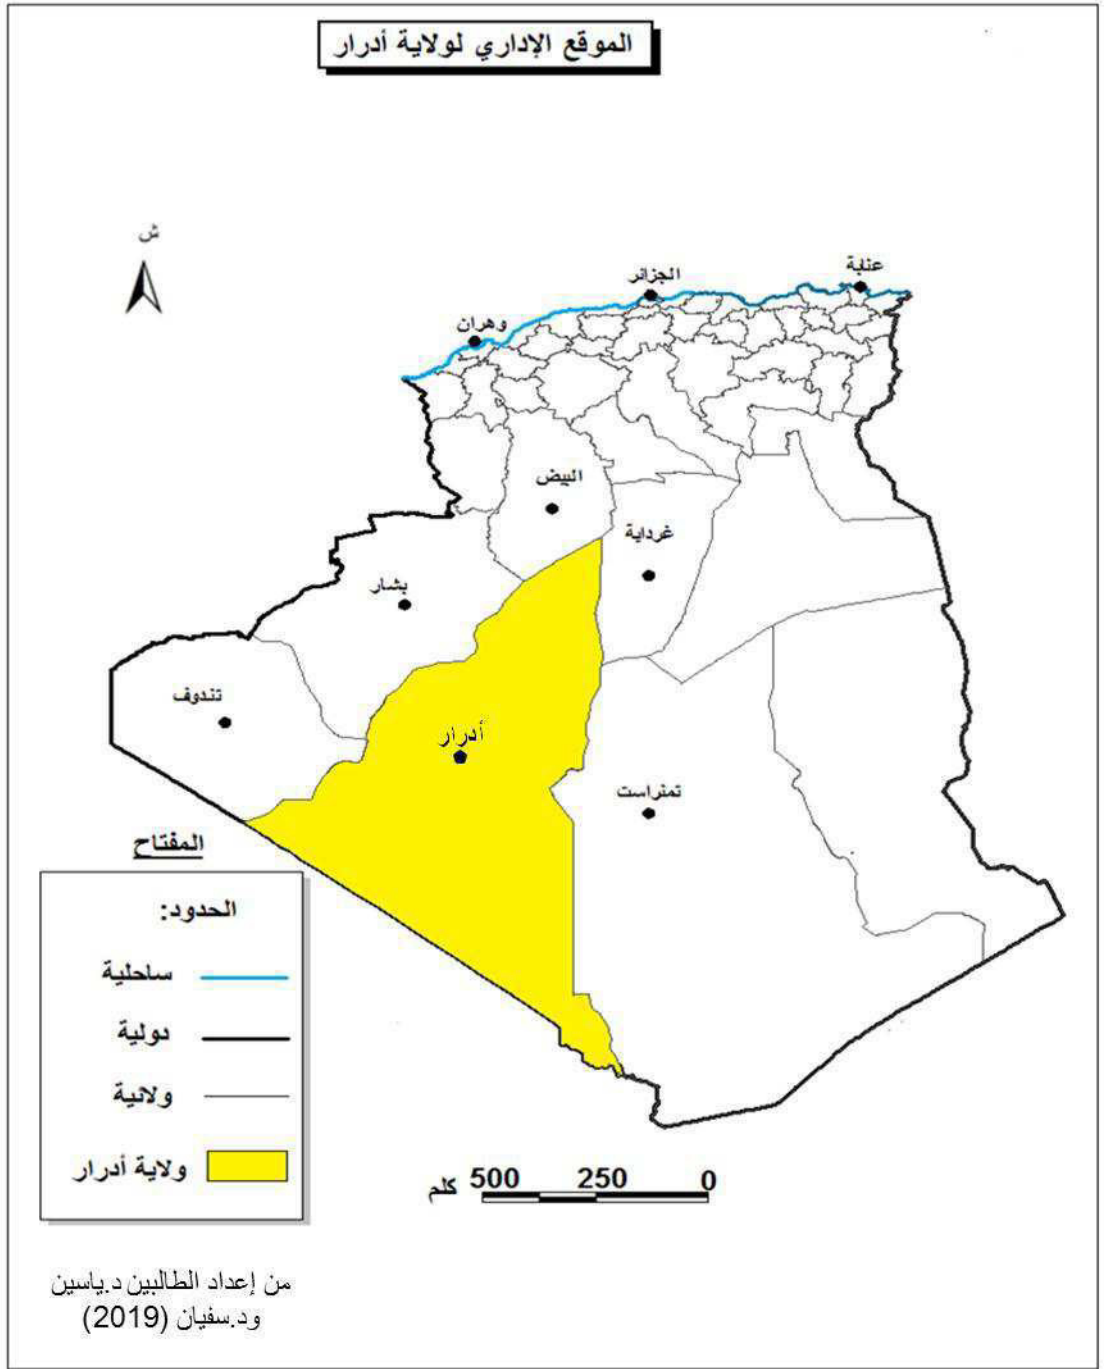 الموقع الإداري لولاية أدرار
ش
عنابة
الجزائر
وهران
البيض
غرداية
بشار
تندوف
أدرار
تمنراست
المفتاح
الحدود:
ساحلية
دولية
ولائية
ولاية أدرار
كلم 500 250 0
من إعداد الطالبين د.ياسين
ود.سفيان (2019)